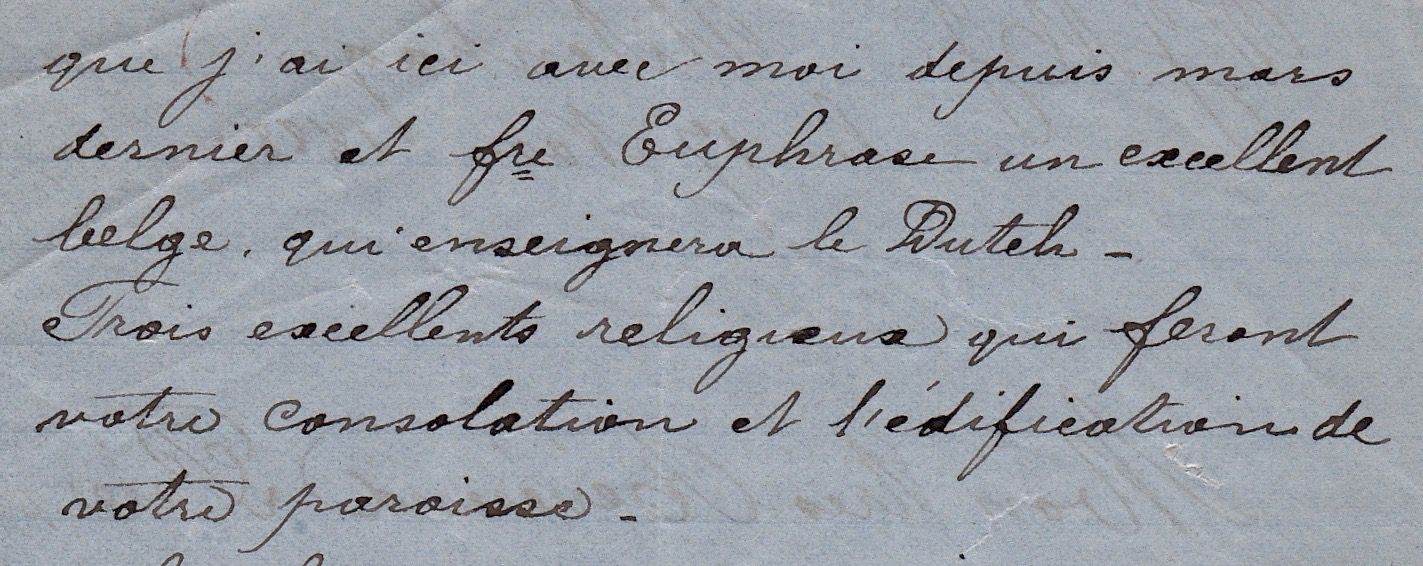 que j'ai ici avec moi depuis mars
dernier et fre Euphrase un excellent
belge. qui enseignera le Dutch -
Trois excellents religieux qui feront
votre consolation et l'édification de
votre paroisse -